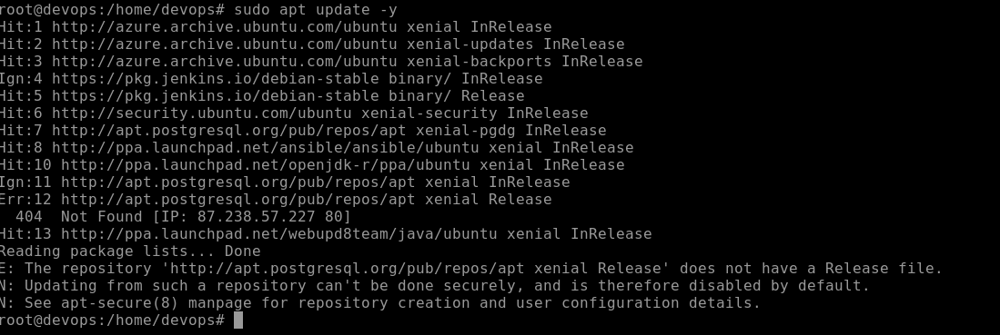 root@devops:/home/devops# sudo apt update -y
Hit:1 http://azure.archive.ubuntu.com/ubuntu xenial InRelease
Hit:2 http://azure.archive.ubuntu.com/ubuntu xenial-updates InRelease
Hit:3 http://azure.archive.ubuntu.com/ubuntu xenial-backports InRelease
Ign:4 https://pkg.jenkins.io/debian-stable binary/ InRelease
Hit:5 https://pkg.jenkins.io/debian-stable binary/ Release
Hit:6 http://security.ubuntu.com/ubuntu xenial-security InRelease
Hit:7 http://apt.postgresql.org/pub/repos/apt xenial-pgdg InRelease
Hit:8 http://ppa.launchpad.net/ansible/ansible/ubuntu xenial InRelease
Hit:10 http://ppa.launchpad.net/openjdk-r/ppa/ubuntu xenial InRelease
Ign:11 http://apt.postgresql.org/pub/repos/apt xenial InRelease
Err:12 http://apt.postgresql.org/pub/repos/apt xenial Release
  404  Not Found [IP: 87.238.57.227 80]
Hit:13 http://ppa.launchpad.net/webupd8team/java/ubuntu xenial InRelease
Reading package lists... Done
E: The repository 'http://apt.postgresql.org/pub/repos/apt xenial Release' does not have a Release file.
N: Updating from such a repository can't be done securely, and is therefore disabled by default.
N: See apt-secure(8) manpage for repository creation and user configuration details.
root@devops:/home/devops#